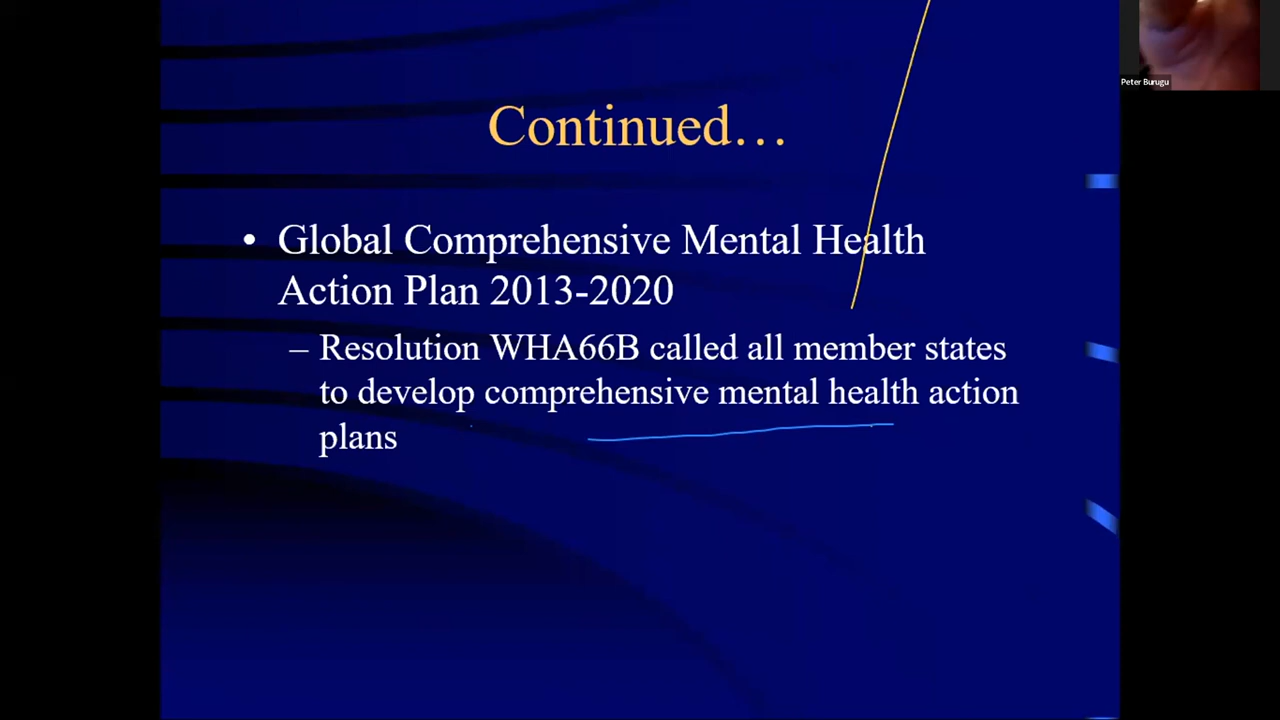 Peter Burugu
Continued…
• Global Comprehensive Mental Health
Action Plan 2013-2020
– Resolution WHA66B called all member states
to develop comprehensive mental health action
plans